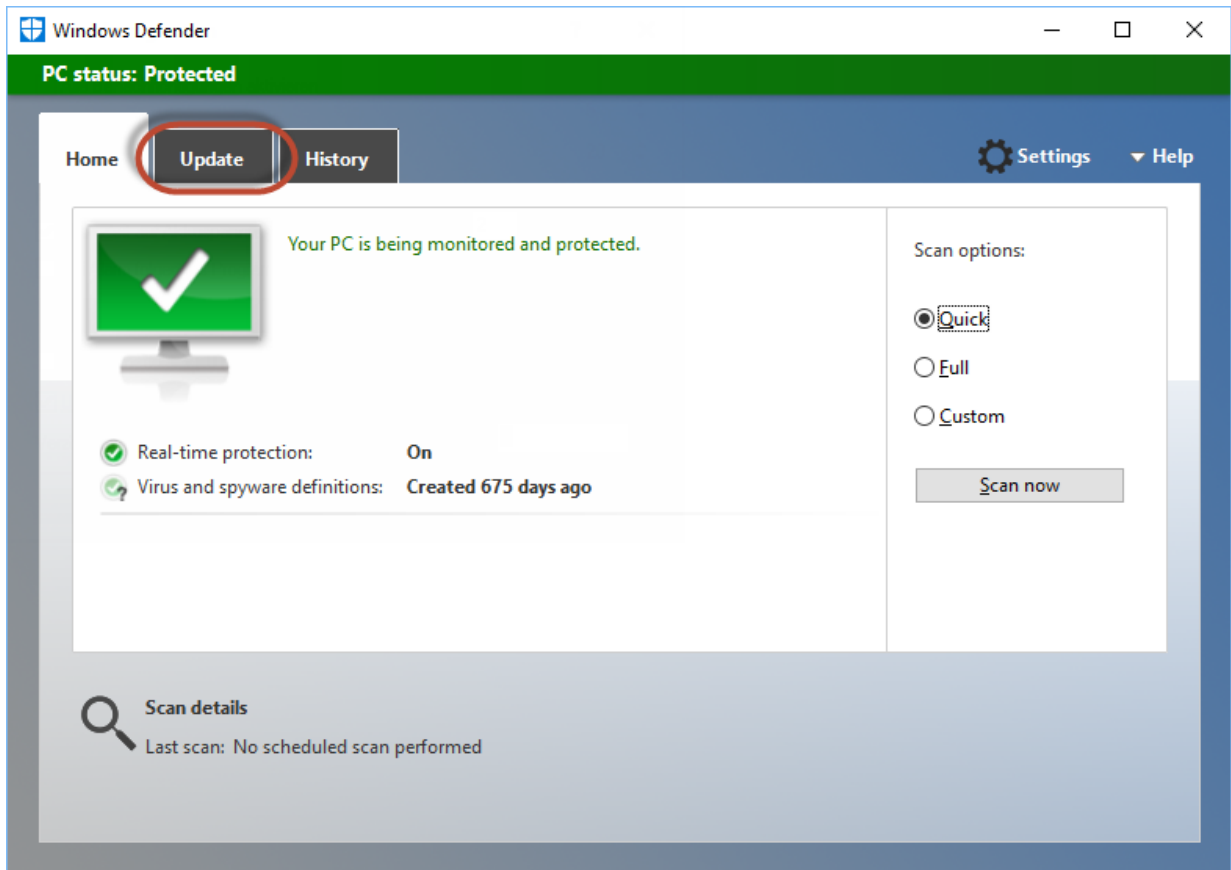 Windows Defender
PC status: Protected
Home Update History Settings Help
Your PC is being monitored and protected.
Scan options:
Quick
Full
Custom
Real-time protection: On
Virus and spyware definitions: Created 675 days ago
Scan now
Scan details
Last scan: No scheduled scan performed